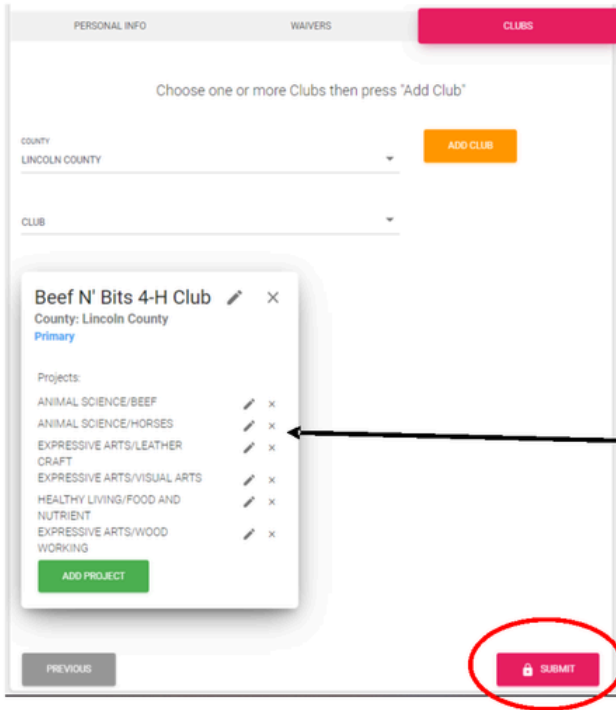 PERSONAL INFO WAIVERS CLUBS
Choose one or more Clubs then press "Add Club"
COUNTY
LINCOLN COUNTY
ADD CLUB
CLUB
Beef N' Bits 4-H Club
County: Lincoln County
Primary
Projects:
ANIMAL SCIENCE/BEEF
ANIMAL SCIENCE/HORSES
EXPRESSIVE ARTS/LEATHER
CRAFT
EXPRESSIVE ARTS/VISUAL ARTS
HEALTHY LIVING/FOOD AND
NUTRIENT
EXPRESSIVE ARTS/WOOD
WORKING
ADD PROJECT
PREVIOUS SUBMIT